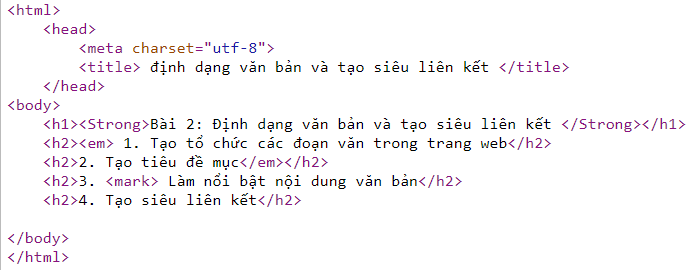 <html>
<head>
<meta charset="utf-8">
<title> định dạng văn bản và tạo siêu liên kết </title>
</head>
<body>
<h1><Strong>Bài 2: Định dạng văn bản và tạo siêu liên kết </Strong></h1>
<h2><em> 1. Tạo tổ chức các đoạn văn trong trang web</h2>
<h2>2. Tạo tiêu đề mục</em></h2>
<h2>3. <mark> Làm nổi bật nội dung văn bản</h2>
<h2>4. Tạo siêu liên kết</h2>
</body>
</html>